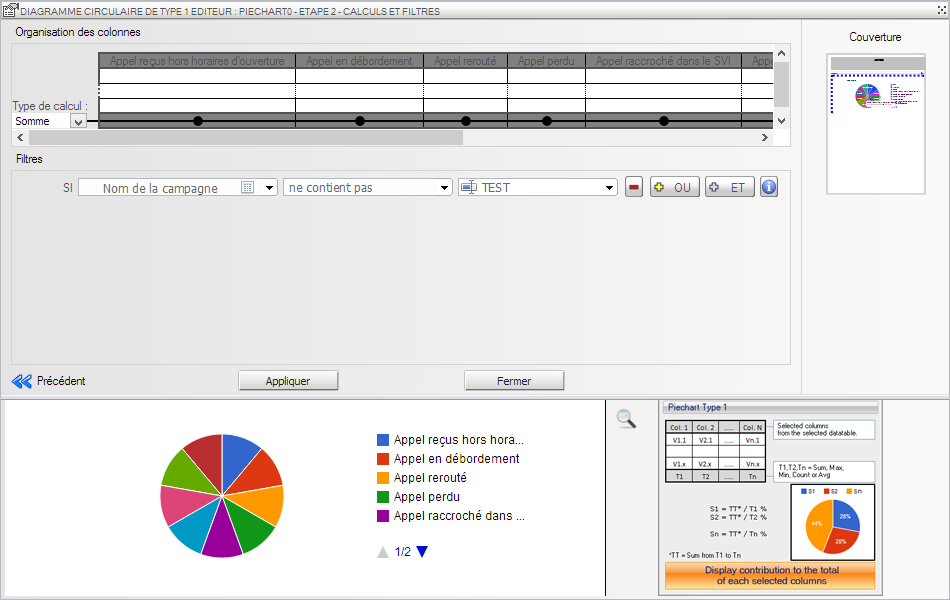 DIAGRAMME CIRCULAIRE DE TYPE 1 EDITEUR : PIECHART0 - ETAPE 2 - CALCULS ET FILTRES
Organisation des colonnes
Couverture
Appel reçus hors horaires d'ouverture Appel en débordement Appel rerouté Appel perdu Appel raccroché dans le SVI Appe
Type de calcul :
Somme
Filtres
SI Nom de la campagne ne contient pas TEST OU ET
Précédent Appliquer Fermer
Appel reçus hors hora...
Appel en débordement
Appel rerouté
Appel perdu
Appel raccroché dans ...
1/2
Piechart Type 1
Col. 1 Col. 2 ..... Col. N
V1.1 V2.1 ..... Vn.1
V1.x V2.x ..... Vn.x
T1 T2 ..... Tn
Selected columns
from the selected datatable.
T1,T2,Tn = Sum, Max,
Min, Count or Avg
S1 = TT* / T1 %
S2 = TT* / T2 %
Sn = TT* / Tn %
*TT = Sum from T1 to Tn
S1 S2 Sn
28%
44%
28%
Display contribution to the total
of each selected columns